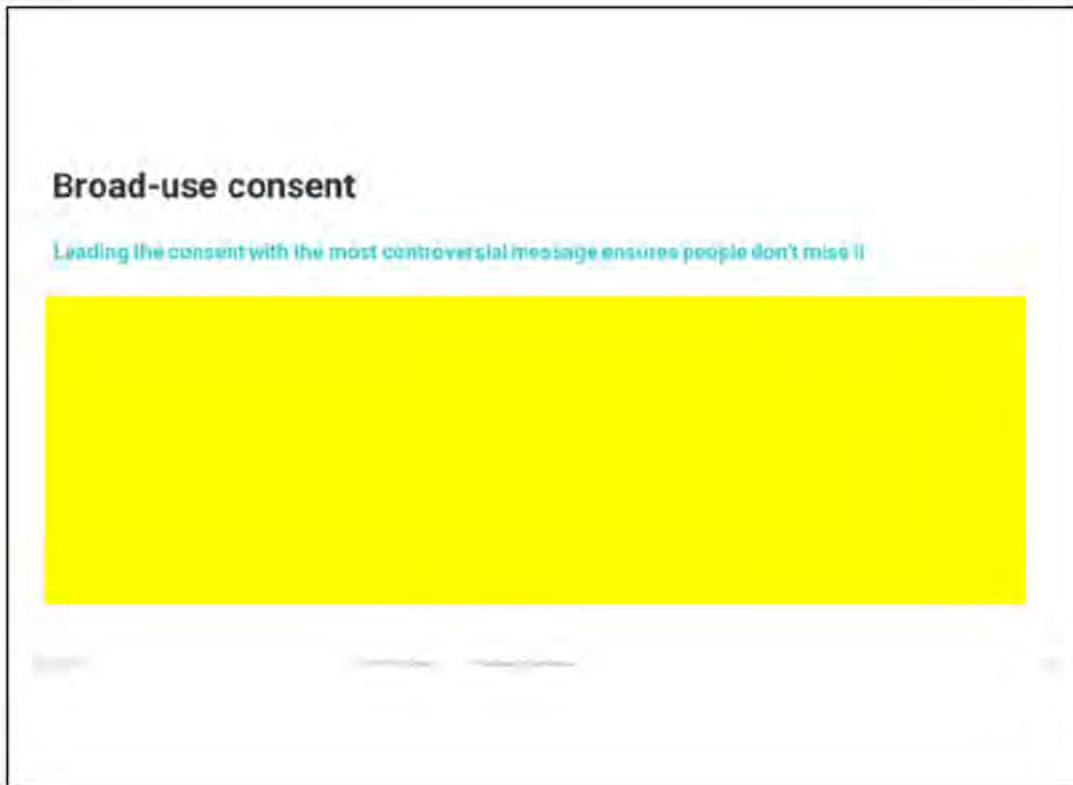 Broad-use consent
Leading the consent with the most controversial message ensures people don't miss it